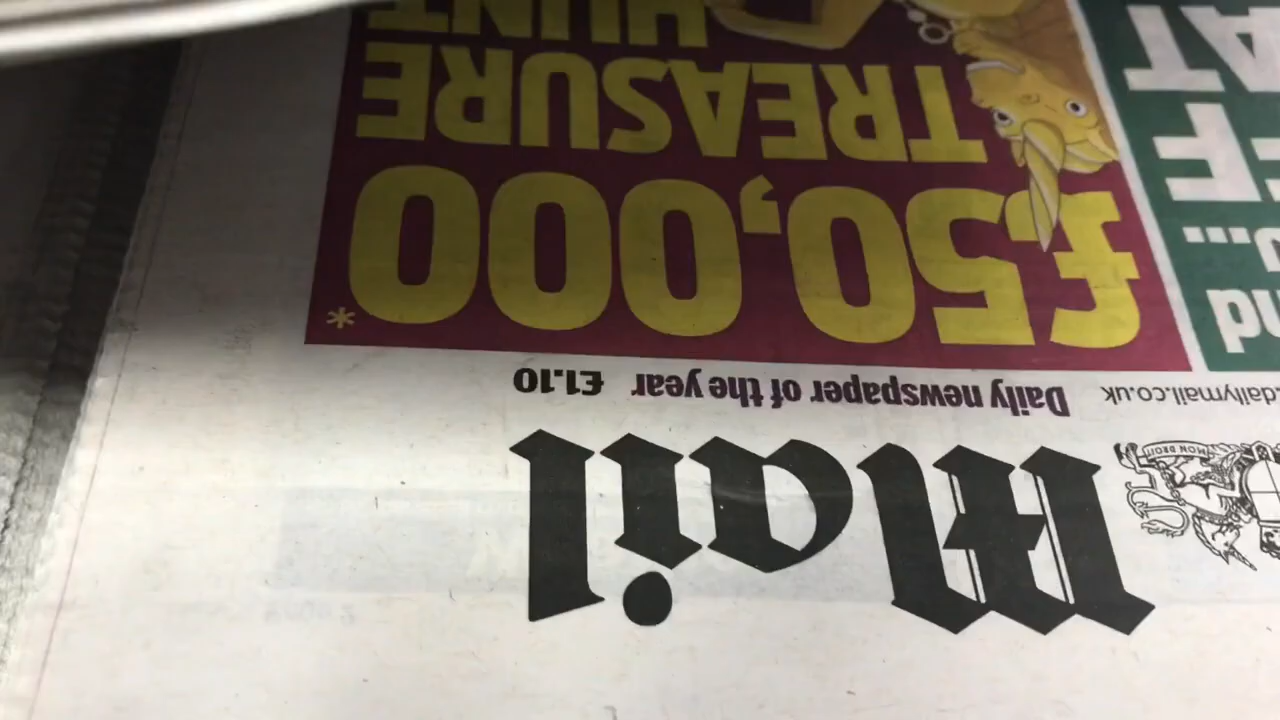 Mail
.dailymail.co.uk
Daily newspaper of the year £1.10
£50,000*
TREASURE
HUNT